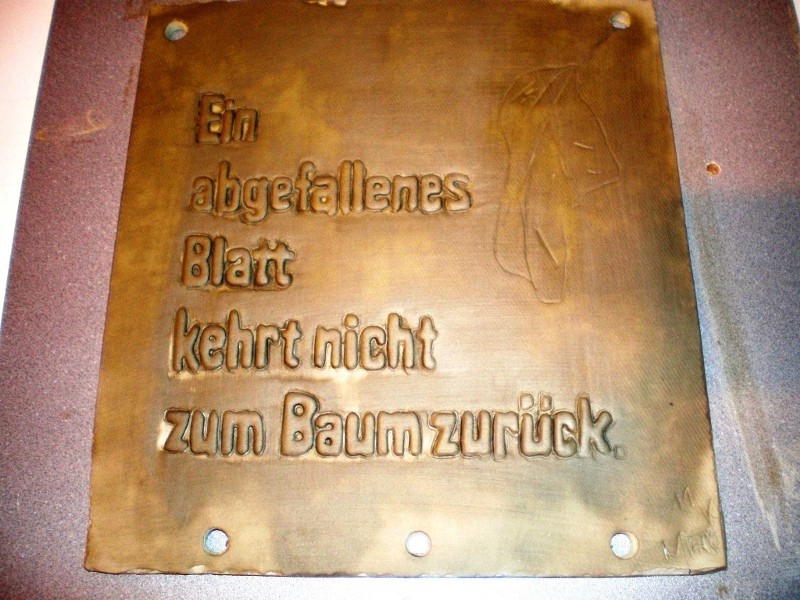 Ein
abgefallenes
Blatt
kehrt nicht
zum Baum zurück.